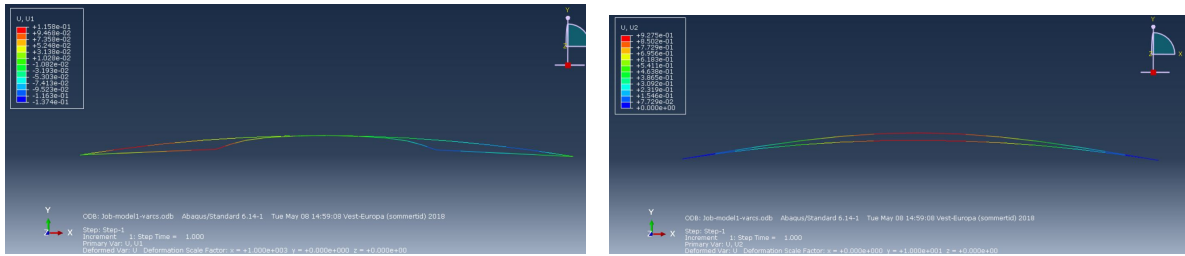 U, U1
+1.158e-01
+9.468e-02
+7.358e-02
+5.248e-02
+3.138e-02
+1.028e-02
-1.082e-02
-3.193e-02
-5.303e-02
-7.413e-02
-9.523e-02
-1.163e-01
-1.374e-01
Y
Z
Y
Z X
ODB: Job-model1-varcs.odb Abaqus/Standard 6.14-1 Tue May 08 14:59:08 Vest-Europa (sommertid) 2018
Step: Step-1
Increment 1: Step Time = 1.000
Primary Var: U, U1
Deformed Var: U Deformation Scale Factor: x = +1.000e+003 y = +0.000e+000 z = +0.000e+00
U, U2
+9.275e-01
+8.502e-01
+7.729e-01
+6.956e-01
+6.183e-01
+5.411e-01
+4.638e-01
+3.865e-01
+3.092e-01
+2.319e-01
+1.546e-01
+7.729e-02
+0.000e+00
Y
X
Y
Z X
ODB: Job-model1-varcs.odb Abaqus/Standard 6.14-1 Tue May 08 14:59:08 Vest-Europa (sommertid) 2018
Step: Step-1
Increment 1: Step Time = 1.000
Primary Var: U, U2
Deformed Var: U Deformation Scale Factor: x = +0.000e+000 y = +1.000e+001 z = +0.000e+00